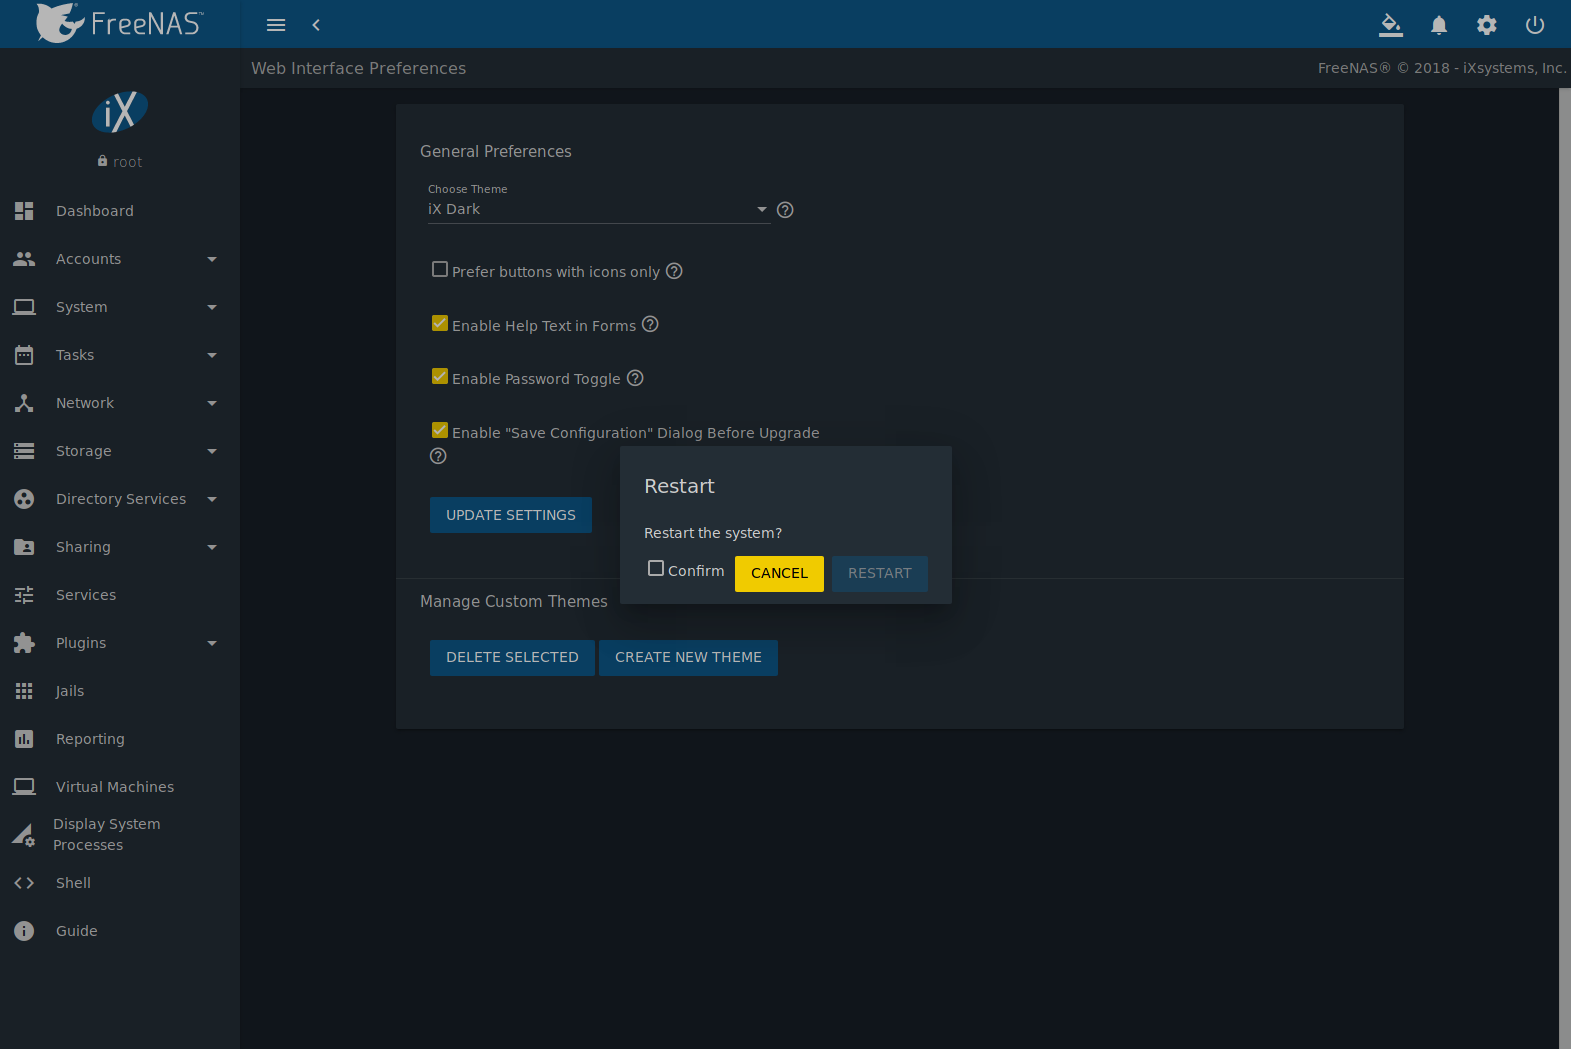 FreeNAS™
Web Interface Preferences
FreeNAS® © 2018 - iXsystems, Inc.
iX
root
Dashboard
Accounts
System
Tasks
Network
Storage
Directory Services
Sharing
Services
Plugins
Jails
Reporting
Virtual Machines
Display System
Processes
Shell
Guide
General Preferences
Choose Theme
iX Dark
Prefer buttons with icons only
Enable Help Text in Forms
Enable Password Toggle
Enable "Save Configuration" Dialog Before Upgrade
UPDATE SETTINGS
Manage Custom Themes
DELETE SELECTED CREATE NEW THEME
Restart
Restart the system?
Confirm CANCEL RESTART